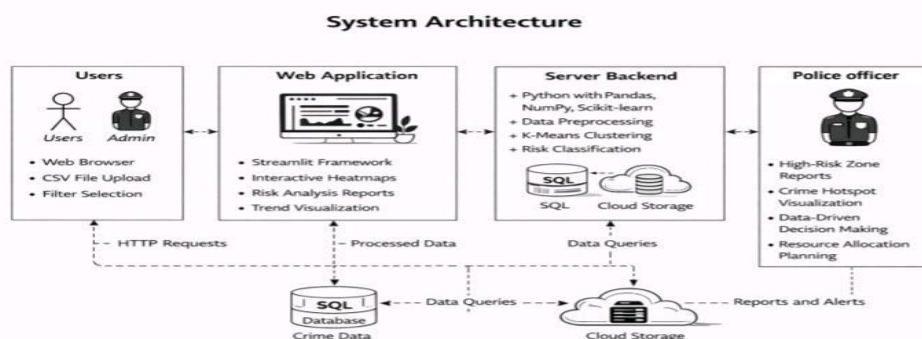 System Architecture
Users
Users Admin
• Web Browser
• CSV File Upload
• Filter Selection
Web Application
• Streamlit Framework
• Interactive Heatmaps
• Risk Analysis Reports
• Trend Visualization
Server Backend
+ Python with Pandas,
NumPy, Scikit-learn
+ Data Preprocessing
+ K-Means Clustering
+ Risk Classification
SQL
SQL Cloud Storage
Police officer
• High-Risk Zone
Reports
• Crime Hotspot
Visualization
• Data-Driven
Decision Making
• Resource Allocation
Planning
HTTP Requests
Processed Data
Data Queries
SQL
Database
Crime Data
Data Queries
Cloud Storage
Reports and Alerts